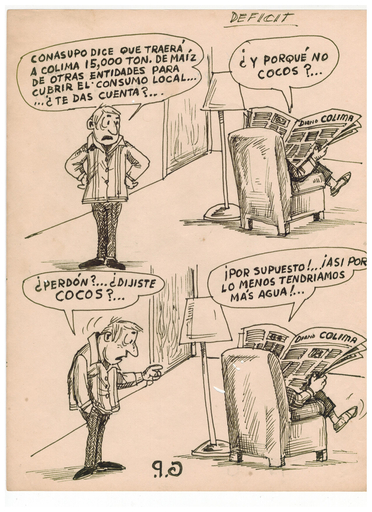 DEFICIT
CONASUPO DICE QUE TRAERÁ
A COLIMA 15,000 TON. DE MAÍZ
DE OTRAS ENTIDADES PARA
CUBRIR EL CONSUMO LOCAL...
...¿TE DAS CUENTA?...
¿Y PORQUÉ NO
COCOS?...
DIARIO COLIMA
¿PERDÓN?...¿DIJISTE
COCOS?...
¡POR SUPUESTO!...¡ASI POR
LO MENOS TENDRIAMOS
MÁS AGUA!...
DIARIO COLIMA
G.P.